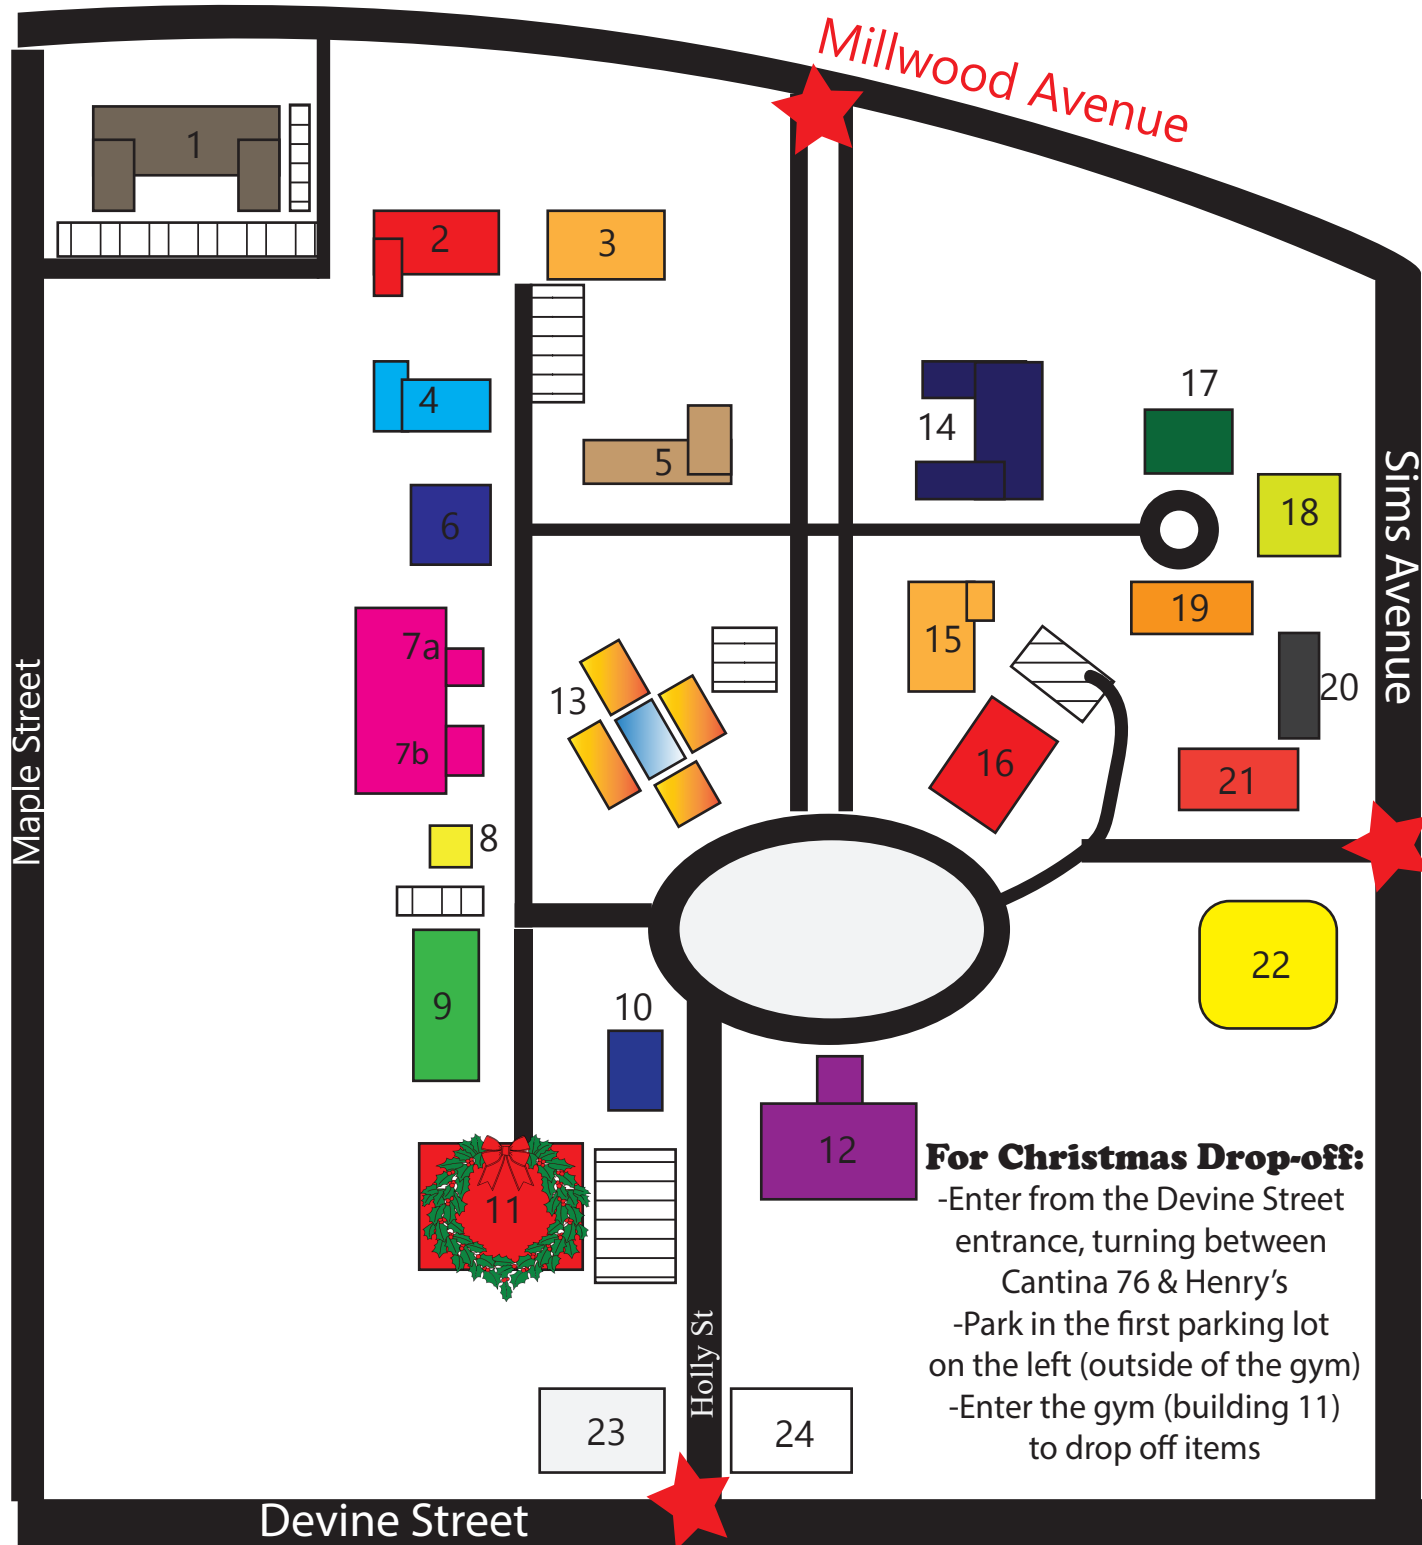 Millwood Avenue
1
2
3
4
5
14
17
6
18
Sims Avenue
13
15
19
20
7a
7b
16
21
Maple Street
8
22
9
10
11
12
For Christmas Drop-off:
-Enter from the Devine Street
entrance, turning between
Cantina 76 & Henry's
-Park in the first parking lot
on the left (outside of the gym)
-Enter the gym (building 11)
to drop off items
Holly St
23
24
Devine Street